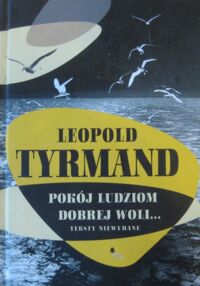 LEOPOLD
TYRMAND
POKÓJ LUDZIOM
DOBREJ WOLI...
TEKSTY NIEWYDANE